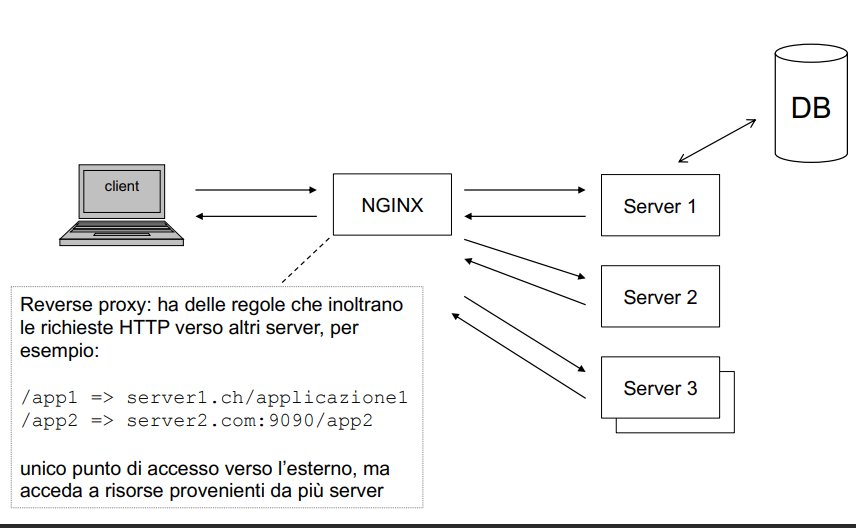 DB
client
NGINX
Server 1
Server 2
Server 3
Reverse proxy: ha delle regole che inoltrano
le richieste HTTP verso altri server, per
esempio:
/app1 => server1.ch/applicazione1
/app2 => server2.com:9090/app2
unico punto di accesso verso l'esterno, ma
acceda a risorse provenienti da più server